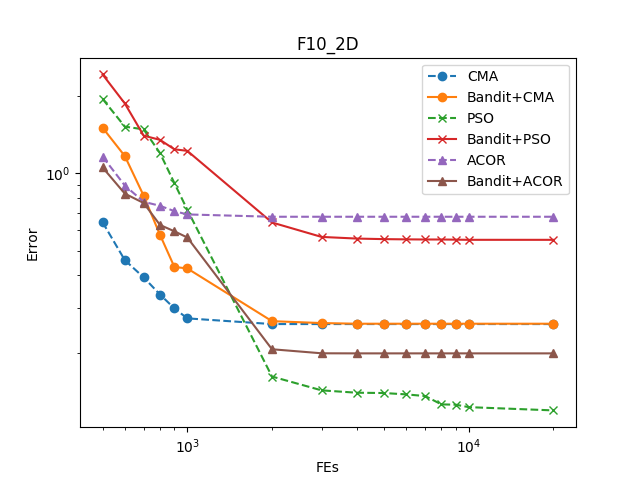 F10_2D
CMA
Bandit+CMA
PSO
Bandit+PSO
ACOR
Bandit+ACOR
10⁰
Error
10³
10⁴
FEs